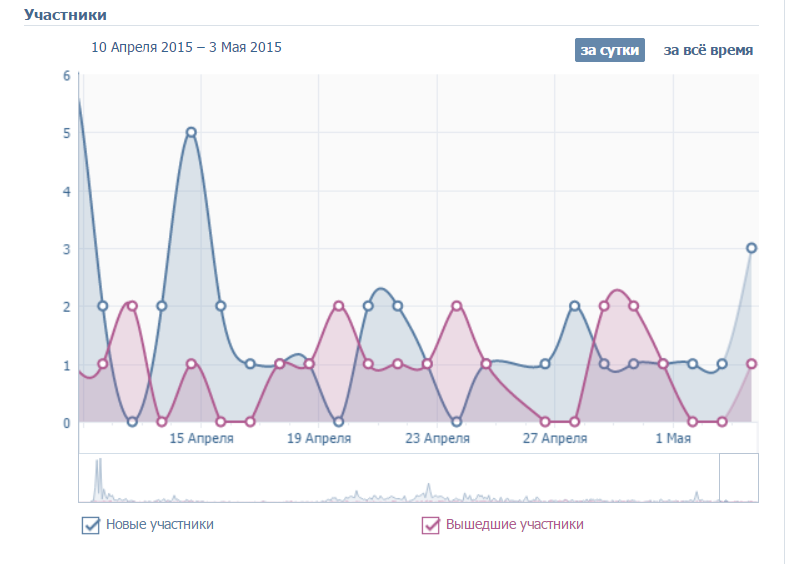 Участники
10 Апреля 2015 – 3 Мая 2015
за сутки
за всё время
6
5
4
3
2
1
0
15 Апреля
19 Апреля
23 Апреля
27 Апреля
1 Мая
Новые участники
Вышедшие участники